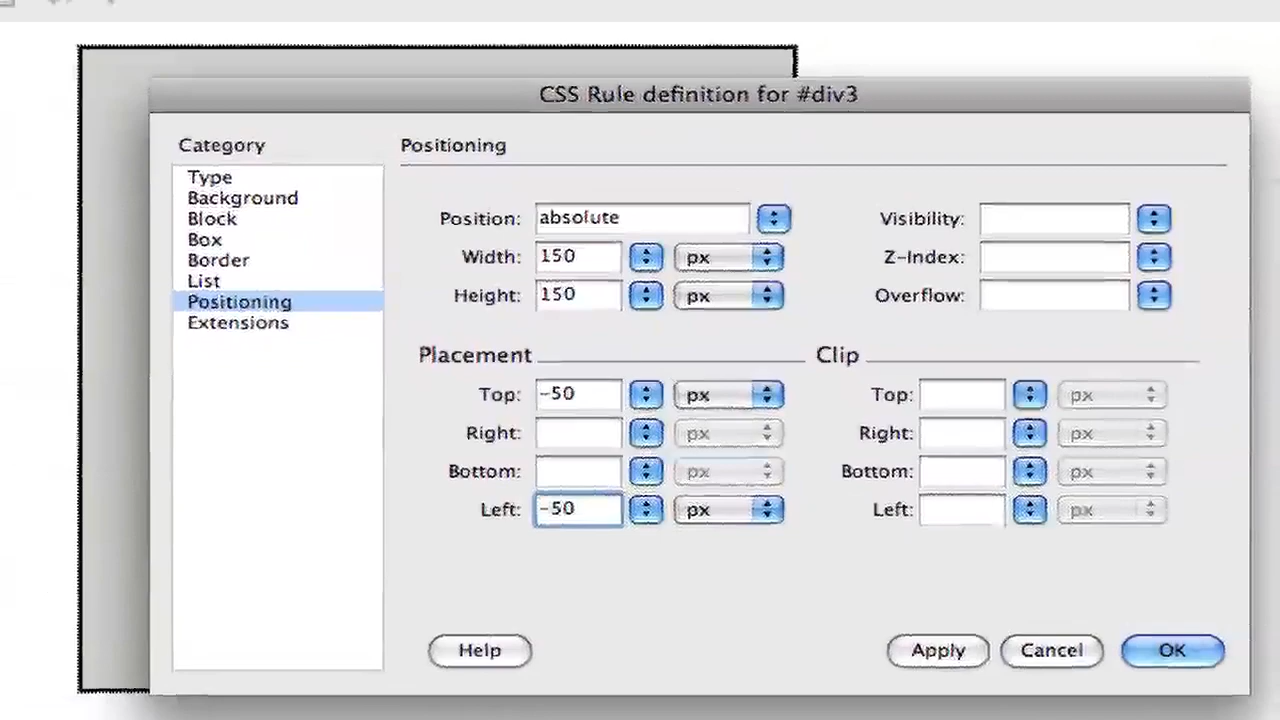 CSS Rule definition for #div3
Category
Type
Background
Block
Box
Border
List
Positioning
Extensions
Positioning
Position: absolute
Width: 150 px
Height: 150 px
Visibility:
Z-Index:
Overflow:
Placement
Top: -50 px
Right: px
Bottom: px
Left: -50 px
Clip
Top: px
Right: px
Bottom: px
Left: px
Help
Apply
Cancel
OK